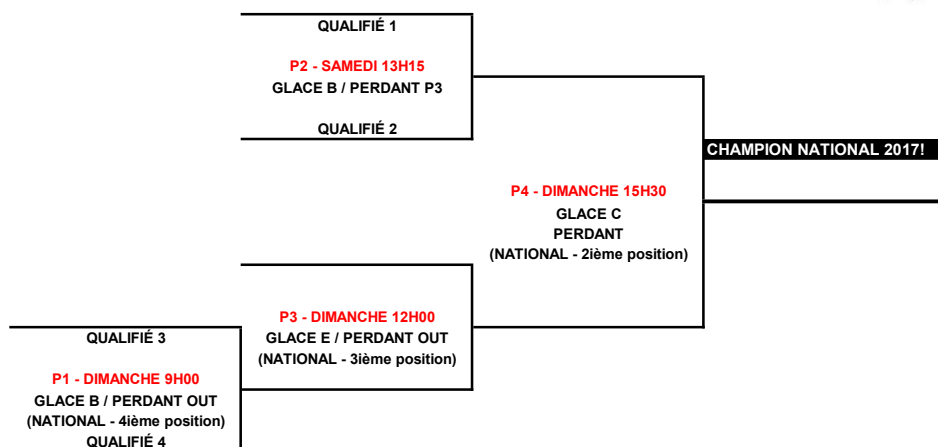 QUALIFIÉ 1
P2 - SAMEDI 13H15
GLACE B / PERDANT P3
QUALIFIÉ 2
CHAMPION NATIONAL 2017!
P4 - DIMANCHE 15H30
GLACE C
PERDANT
(NATIONAL - 2ième position)
P3 - DIMANCHE 12H00
GLACE E / PERDANT OUT
(NATIONAL - 3ième position)
QUALIFIÉ 3
P1 - DIMANCHE 9H00
GLACE B / PERDANT OUT
(NATIONAL - 4ième position)
QUALIFIÉ 4